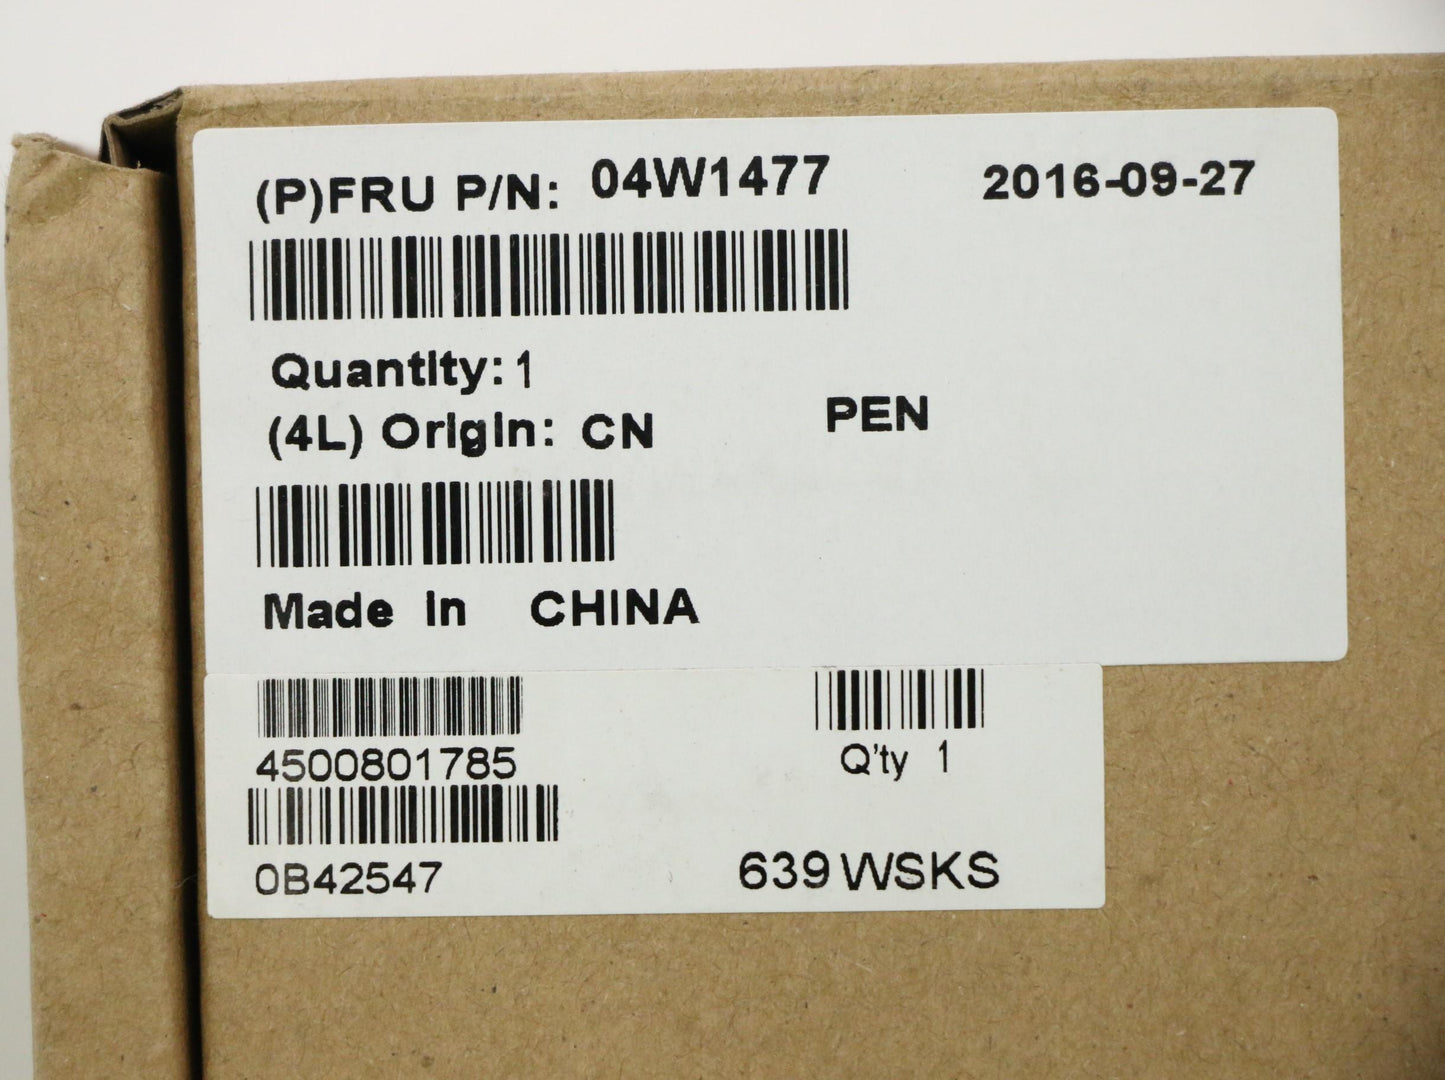 (P)FRU P/N: 04W1477 2016-09-27
Quantity: 1
(4L) Origin: CN PEN
Made In CHINA
4500801785 Q'ty 1
0B42547 639 WSKS